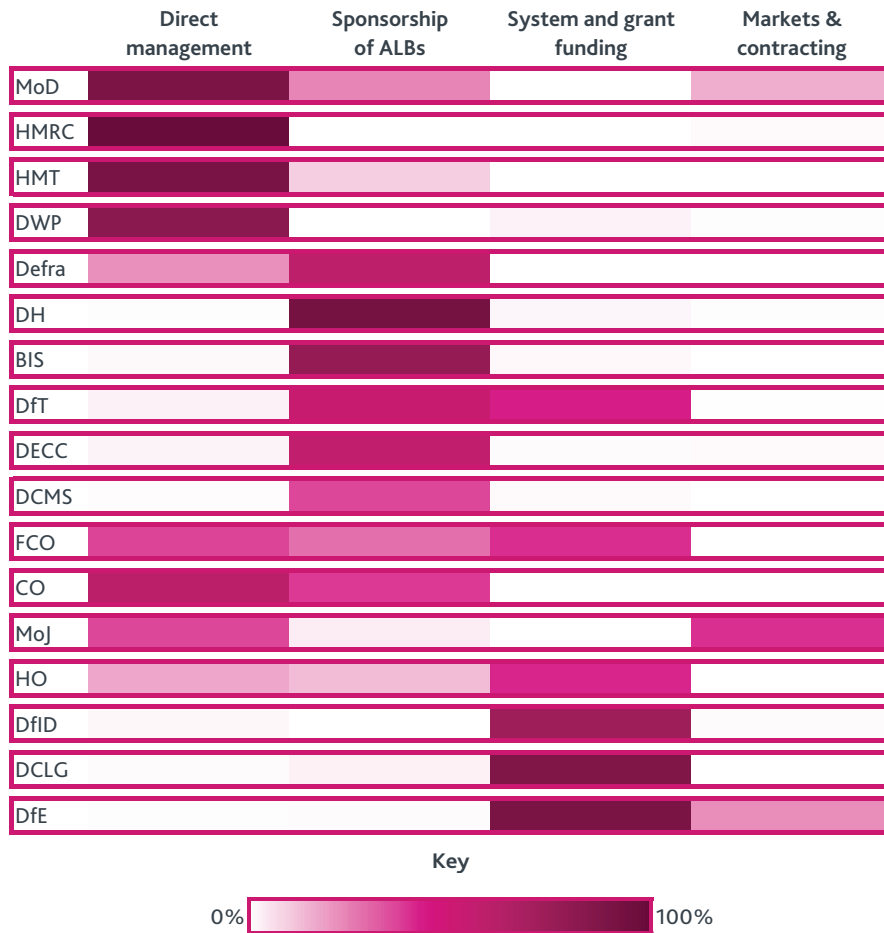 Direct management
Sponsorship of ALBs
System and grant funding
Markets & contracting
MoD
HMRC
HMT
DWP
Defra
DH
BIS
DfT
DECC
DCMS
FCO
CO
MoJ
HO
DfID
DCLG
DfE
Key
0% 100%